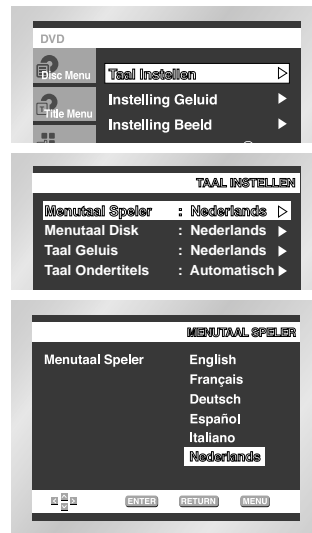 DVD
Disc Menu
Taal Instellen
Title Menu
Instelling Geluid
Instelling Beeld
TAAL INSTELLEN
Menutaal Speler : Nederlands
Menutaal Disk : Nederlands
Taal Geluis : Nederlands
Taal Ondertitels : Automatisch
MENUTAAL SPELER
Menutaal Speler English
Français
Deutsch
Español
Italiano
Nederlands
ENTER RETURN MENU